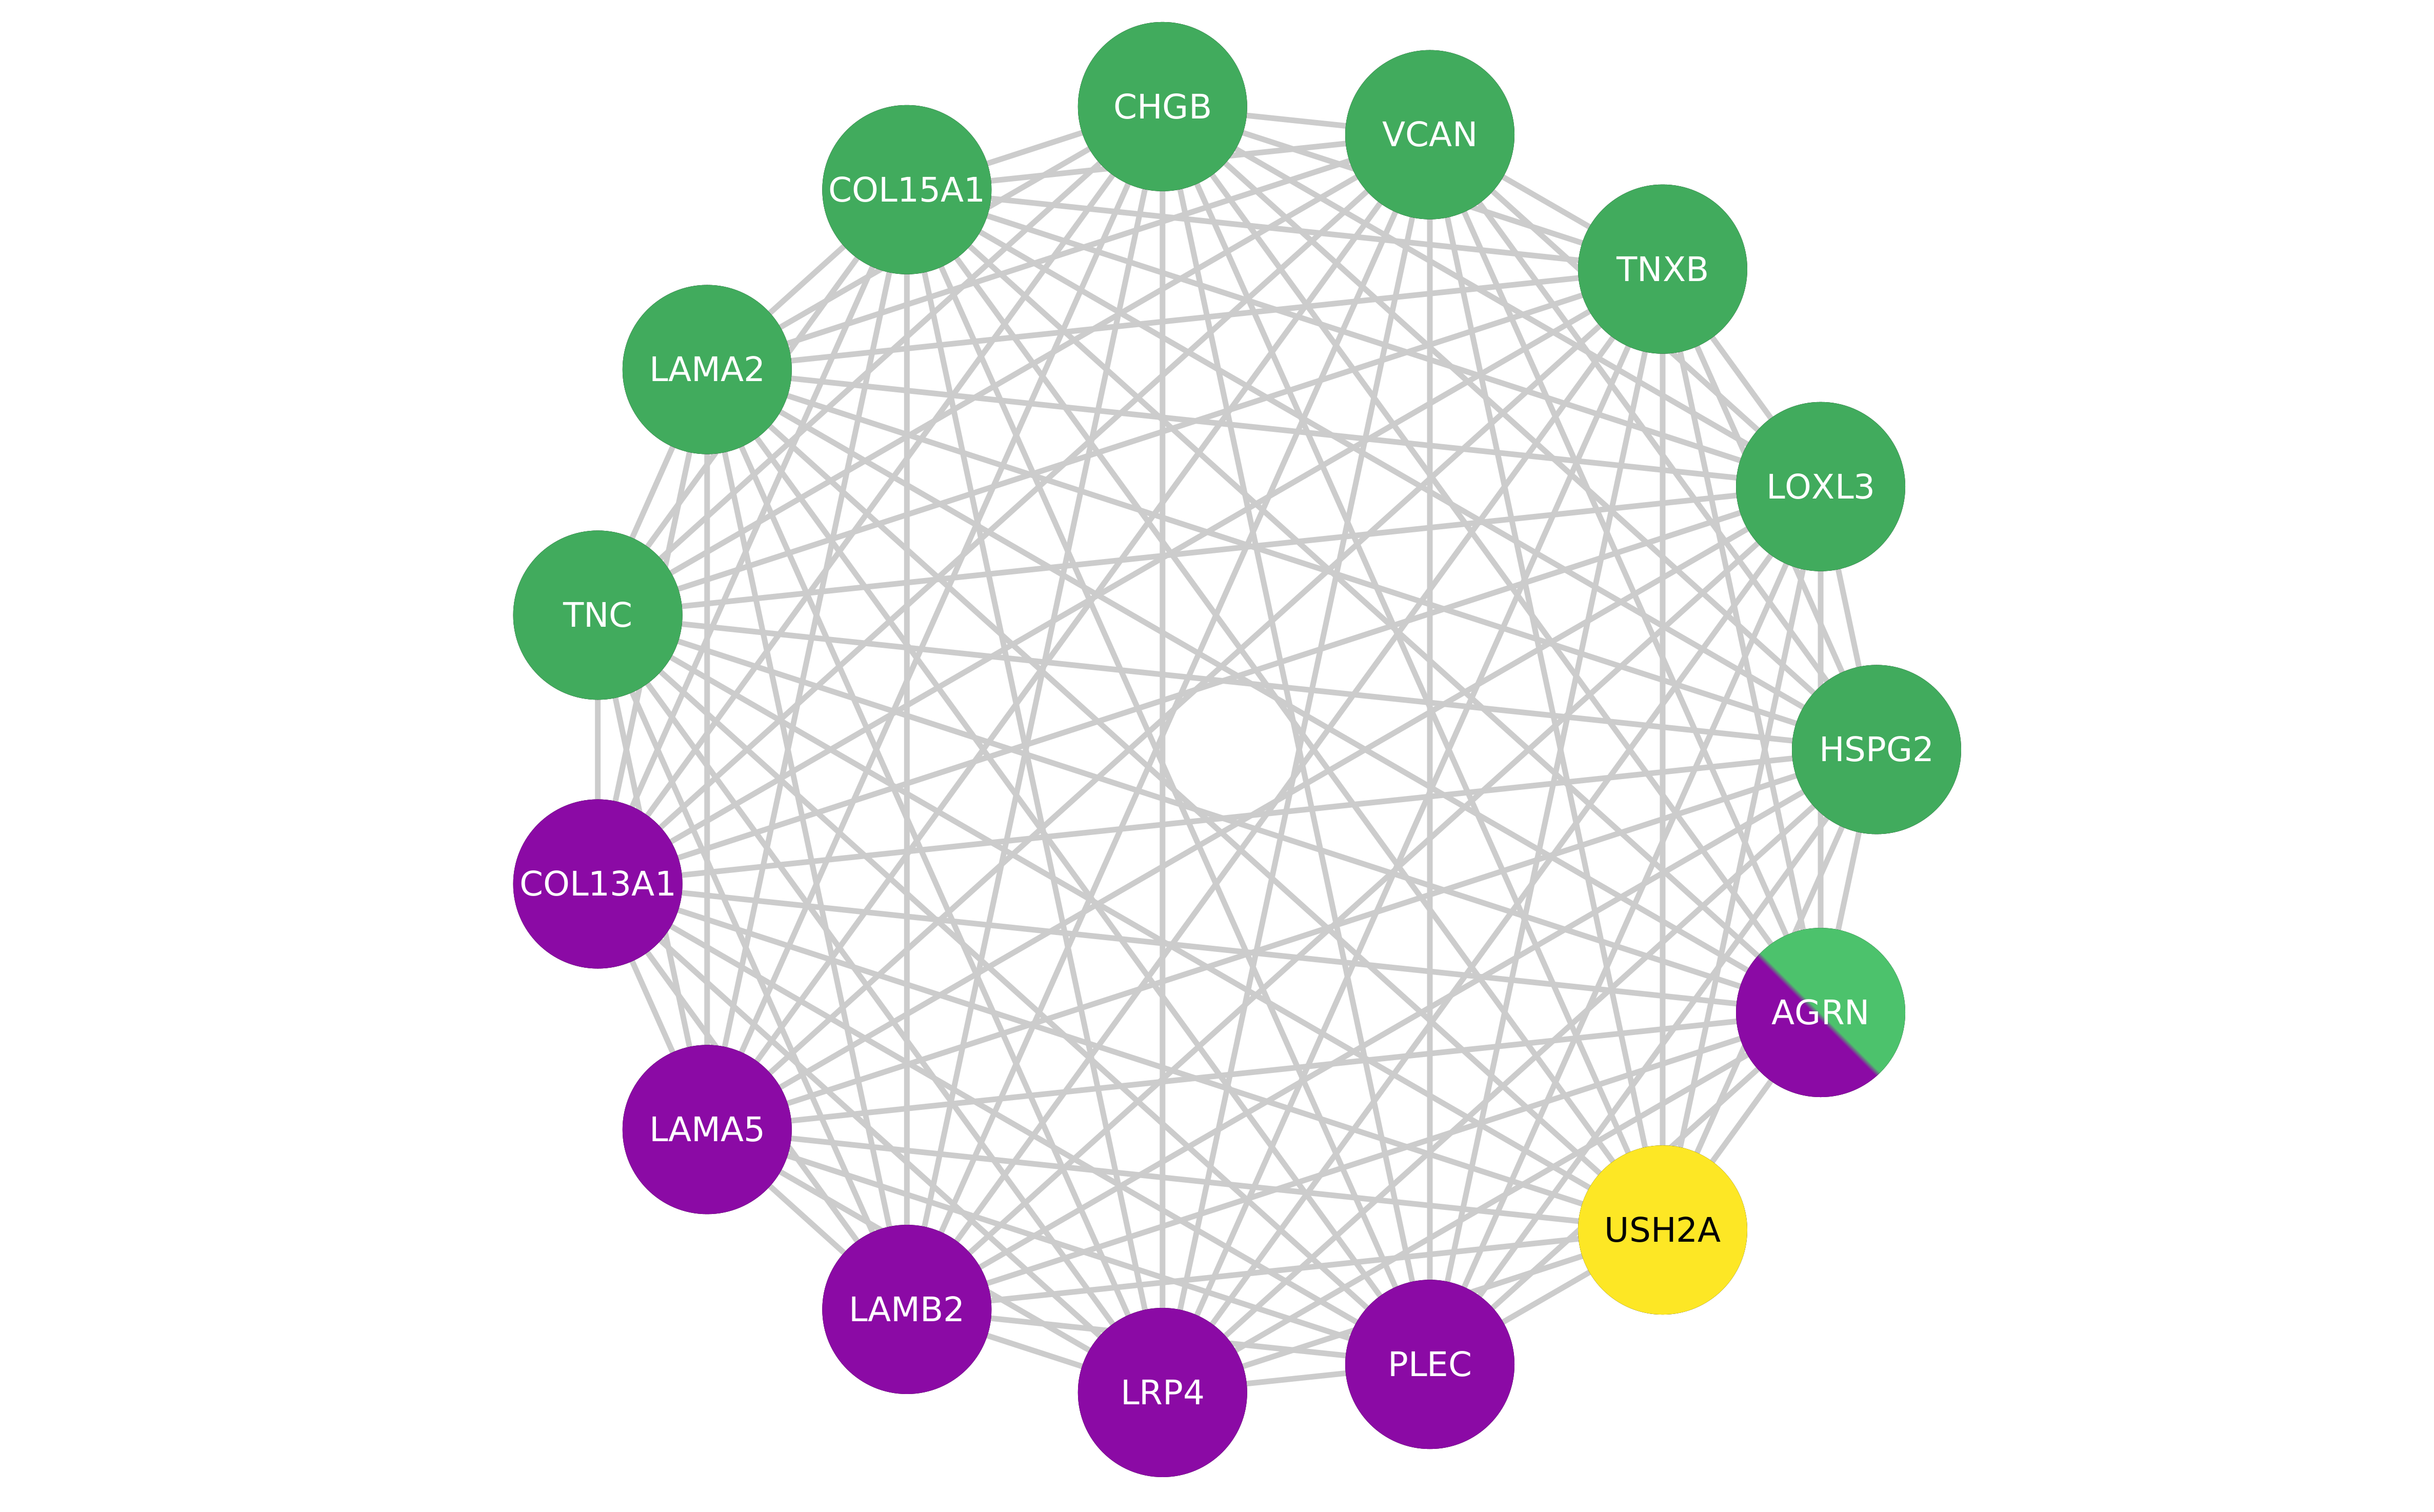 CHGB
VCAN
COL15A1
TNXB
LAMA2
LOXL3
TNC
HSPG2
COL13A1
AGRN
LAMA5
USH2A
LAMB2
PLEC
LRP4